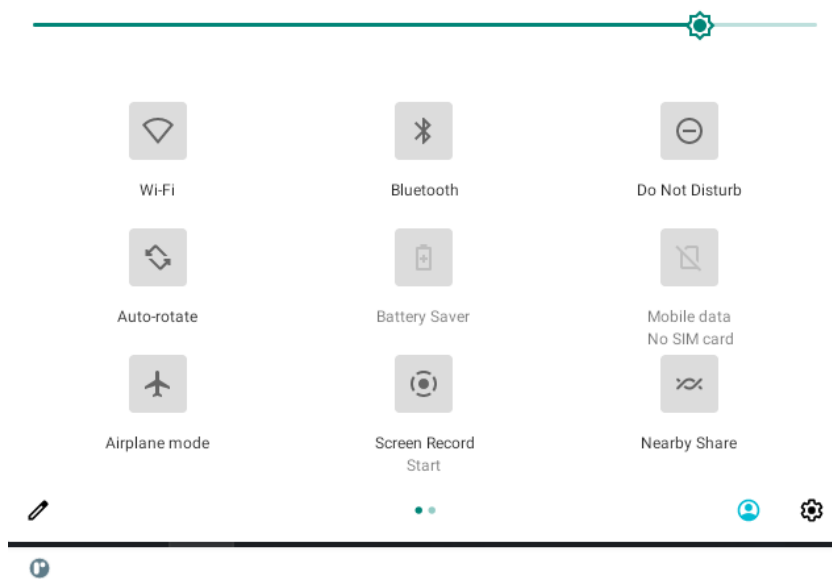 Wi-Fi
Bluetooth
Do Not Disturb
Auto-rotate
Battery Saver
Mobile data
No SIM card
Airplane mode
Screen Record
Start
Nearby Share